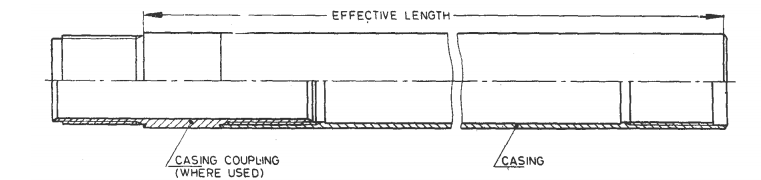 EFFECTIVE LENGTH
CASING COUPLING
(WHERE USED)
CASING